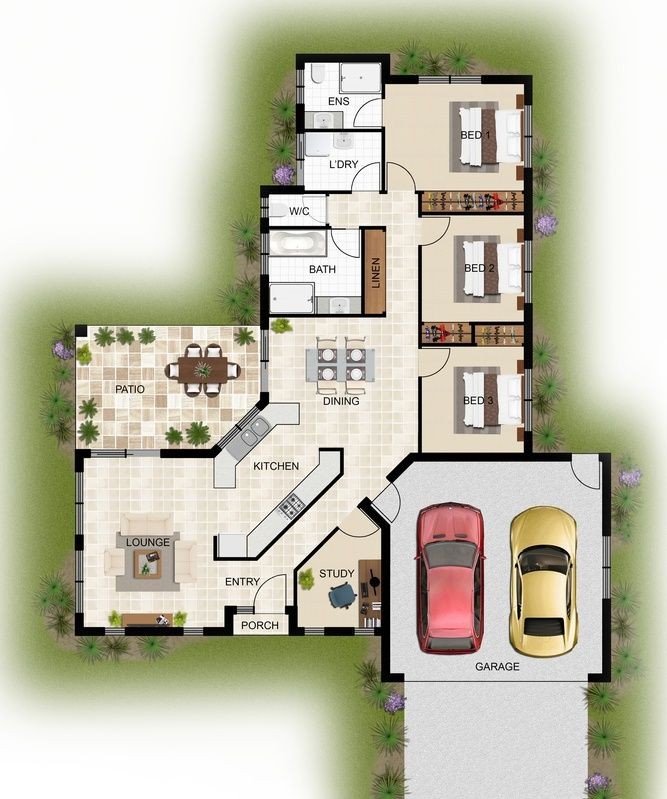 ENS
BED 1
L'DRY
W/C
BATH
LINEN
BED 2
PATIO
DINING
BED 3
KITCHEN
LOUNGE
ENTRY
STUDY
PORCH
GARAGE